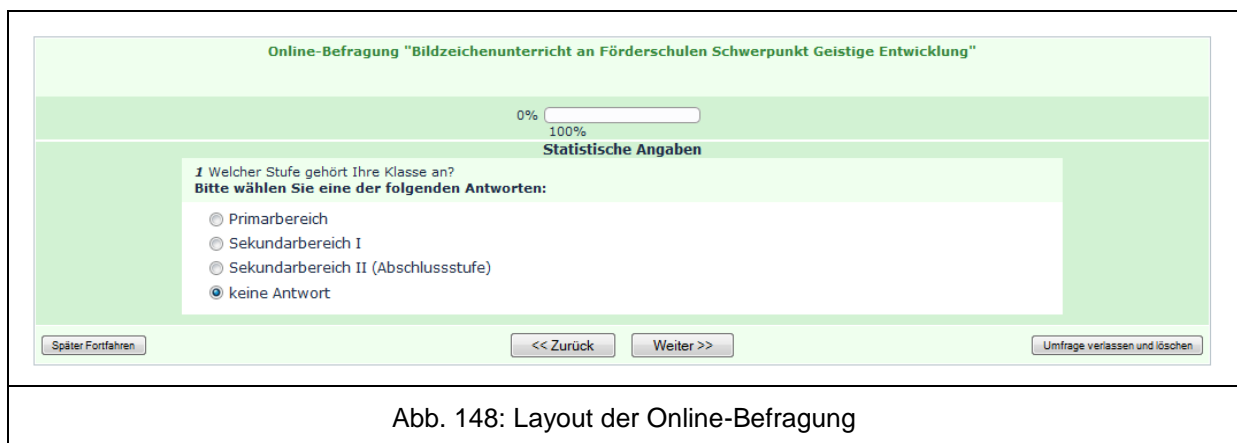 Online-Befragung "Bildzeichenunterricht an Förderschulen Schwerpunkt Geistige Entwicklung"
0%
100%
Statistische Angaben
1 Welcher Stufe gehört Ihre Klasse an?
Bitte wählen Sie eine der folgenden Antworten:
Primarbereich
Sekundarbereich I
Sekundarbereich II (Abschlussstufe)
keine Antwort
Später Fortfahren
<< Zurück
Weiter >>
Umfrage verlassen und löschen
Abb. 148: Layout der Online-Befragung